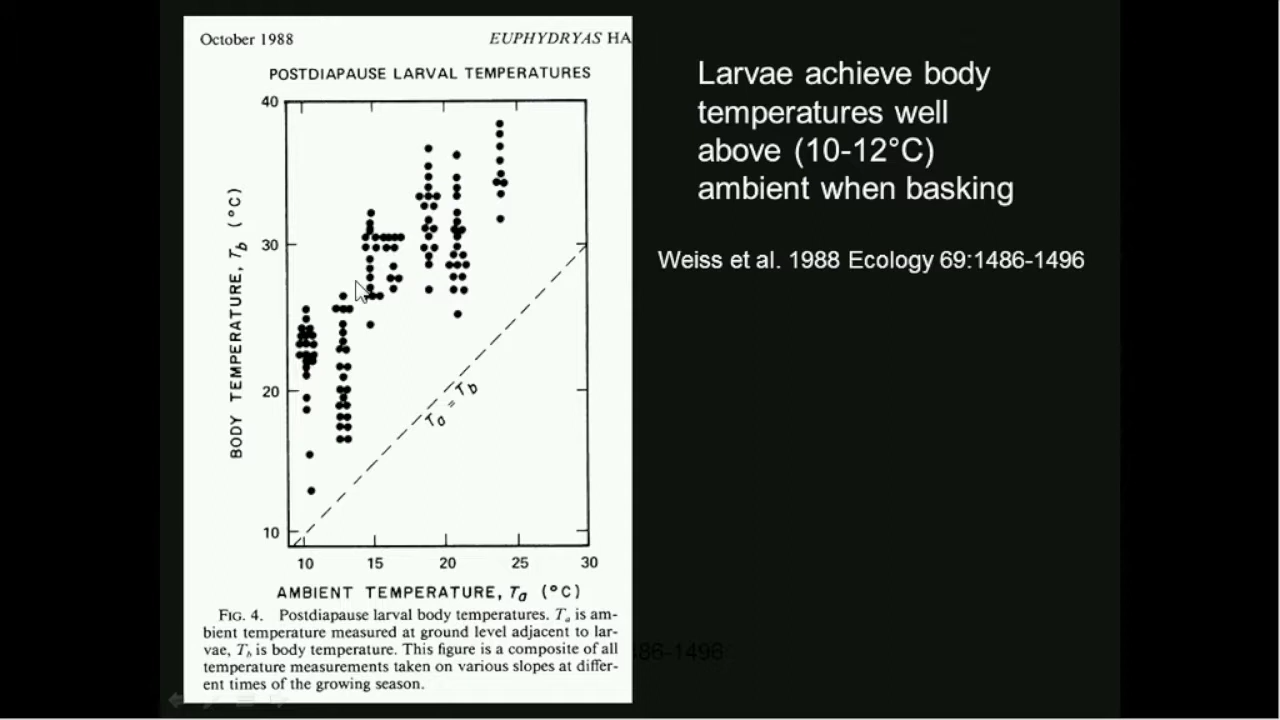 October 1988
EUPHYDRYAS HA
POSTDIAPAUSE LARVAL TEMPERATURES
40
30
20
10
BODY TEMPERATURE, Tb (°C)
Ta = Tb
10 15 20 25 30
AMBIENT TEMPERATURE, Ta (°C)
FIG. 4. Postdiapause larval body temperatures. Ta is am-
bient temperature measured at ground level adjacent to lar-
vae, Tb is body temperature. This figure is a composite of all
temperature measurements taken on various slopes at differ-
ent times of the growing season.
Larvae achieve body
temperatures well
above (10-12°C)
ambient when basking
Weiss et al. 1988 Ecology 69:1486-1496
86-1496